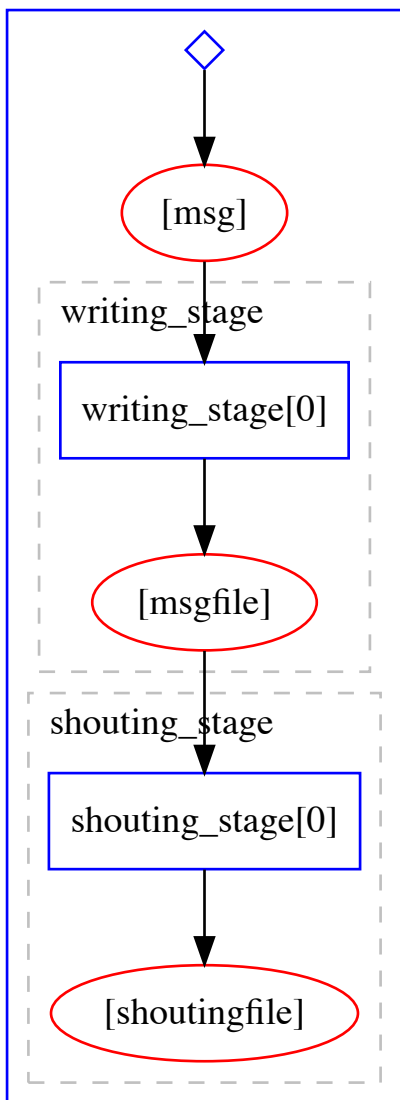 [msg]
writing_stage
writing_stage[0]
[msgfile]
shouting_stage
shouting_stage[0]
[shoutingfile]